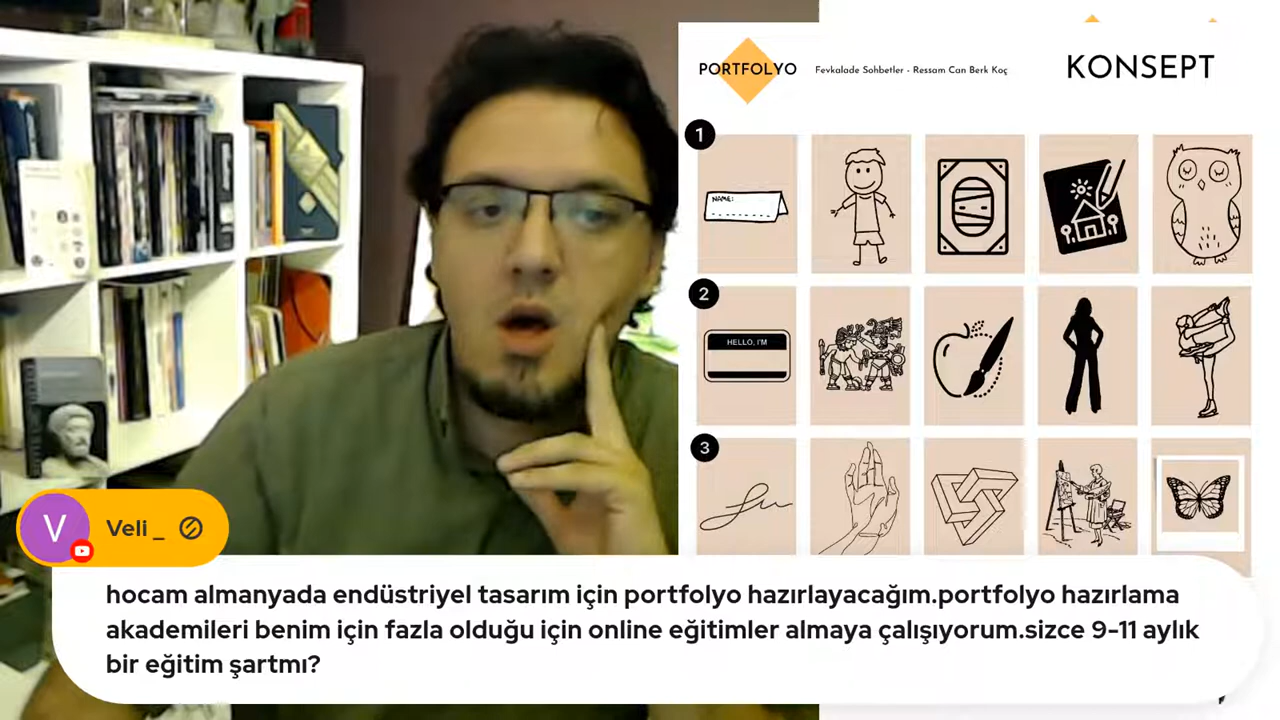 PORTFOLYO
Fevkalade Sohbetler - Ressam Can Berk Koç
KONSEPT
1
NAME:
2
HELLO, I'M
3
V
Veli _
hocam almanyada endüstriyel tasarım için portfolyo hazırlayacağım.portfolyo hazırlama
akademileri benim için fazla olduğu için online eğitimler almaya çalışıyorum.sizce 9-11 aylık
bir eğitim şartmı?